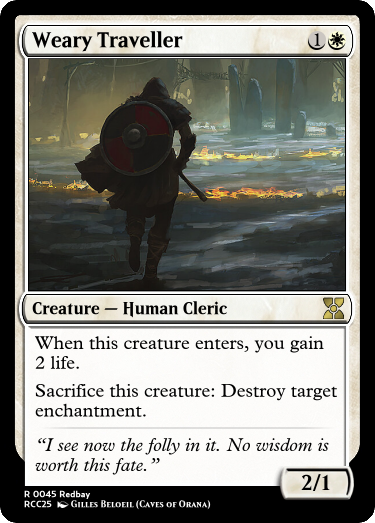 Weary Traveller 1
Creature — Human Cleric
When this creature enters, you gain
2 life.
Sacrifice this creature: Destroy target
enchantment.
“I see now the folly in it. No wisdom is
worth this fate.”
2/1
R 0045 Redbay
RCC25 Gilles Beloeil (Caves of Orana)